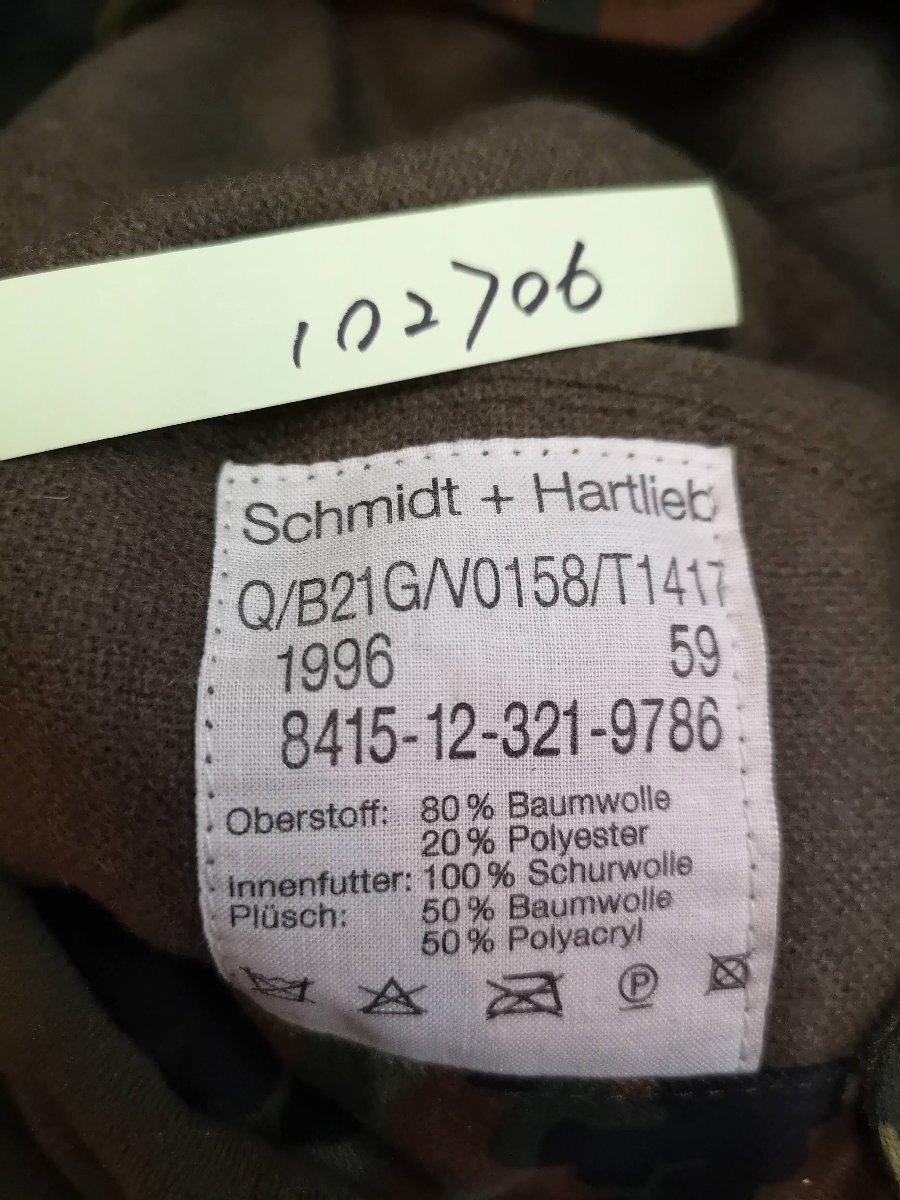 102706
Schmidt + Hartlieb
Q/B21G/V0158/T1417
1996 59
8415-12-321-9786
Oberstoff: 80% Baumwolle
20% Polyester
Innenfutter: 100% Schurwolle
Plüsch: 50% Baumwolle
50% Polyacryl
P